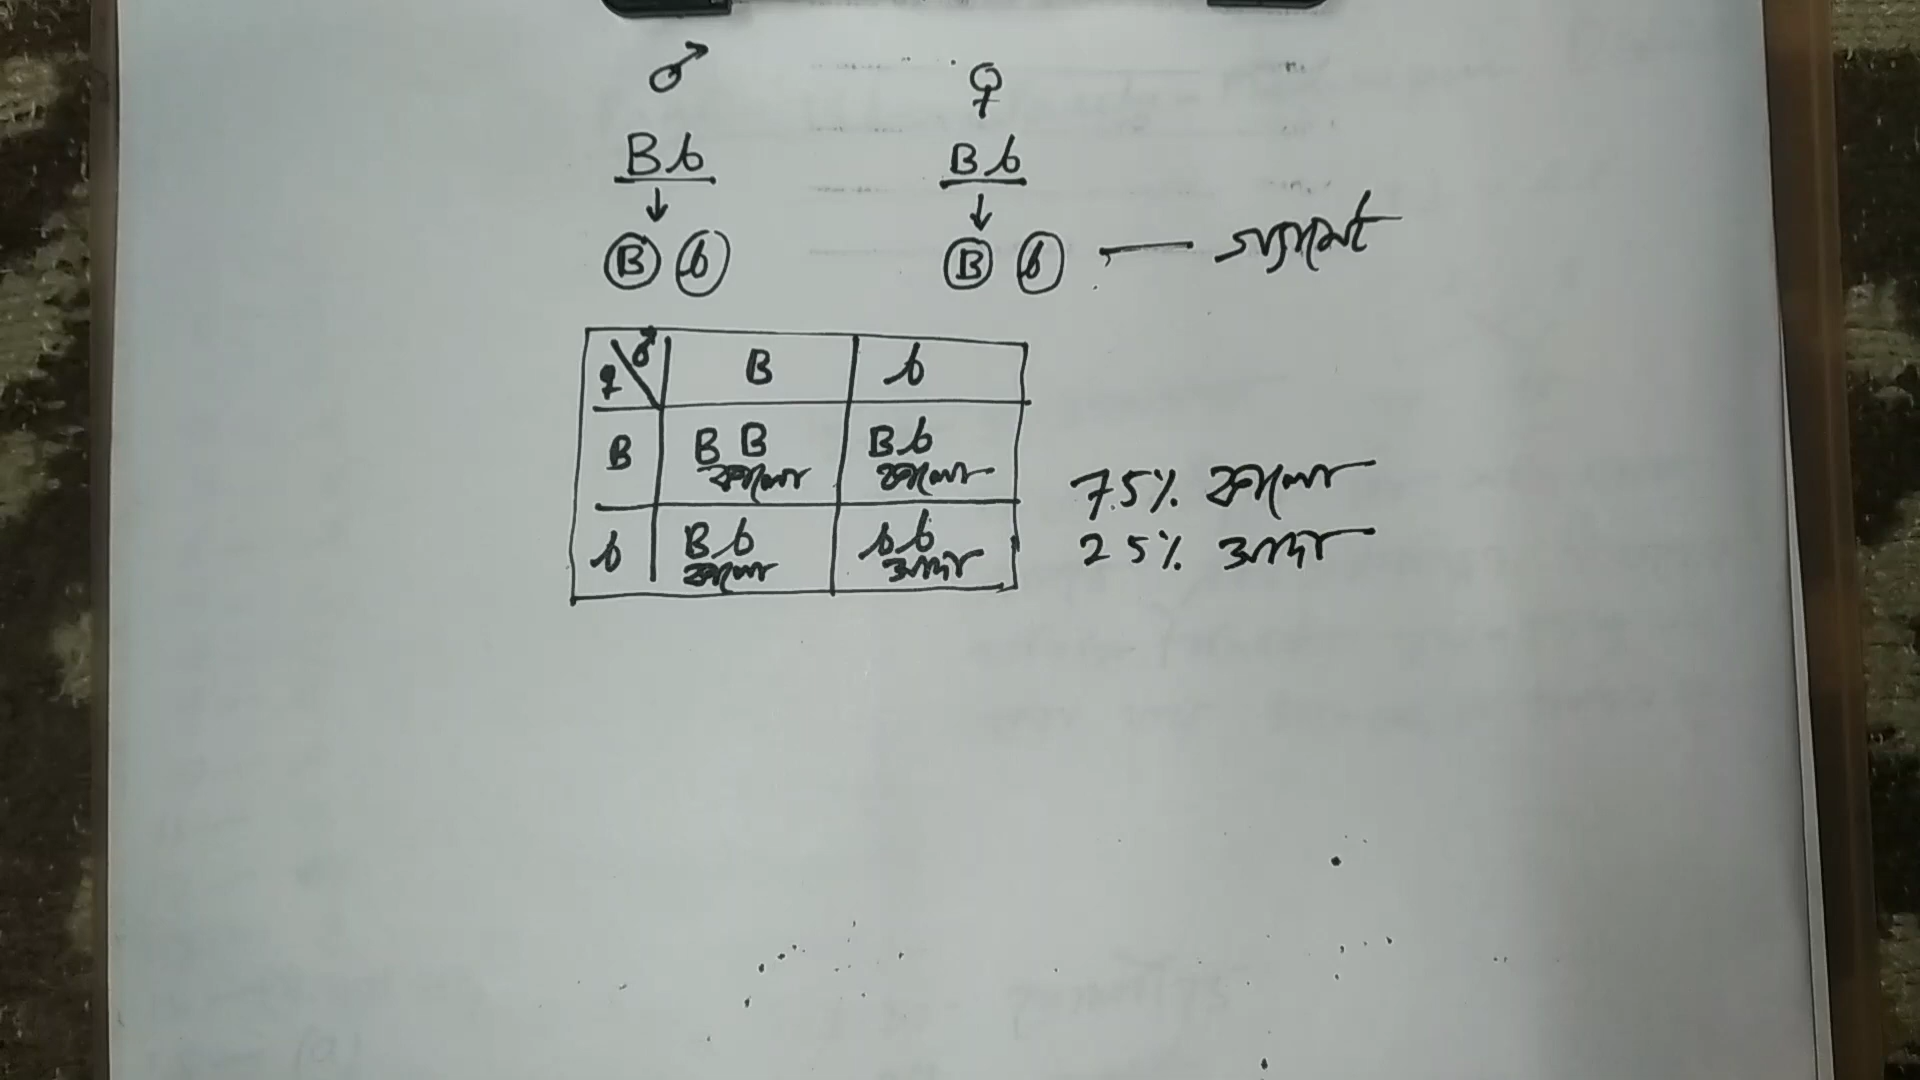 ♂ ♀
Bb Bb
↓ ↓
B b B b — গ্যামেট
♀ \ ♂ B b
B BB Bb
কালো কালো
b Bb bb
কালো সাদা
75% কালো
25% সাদা